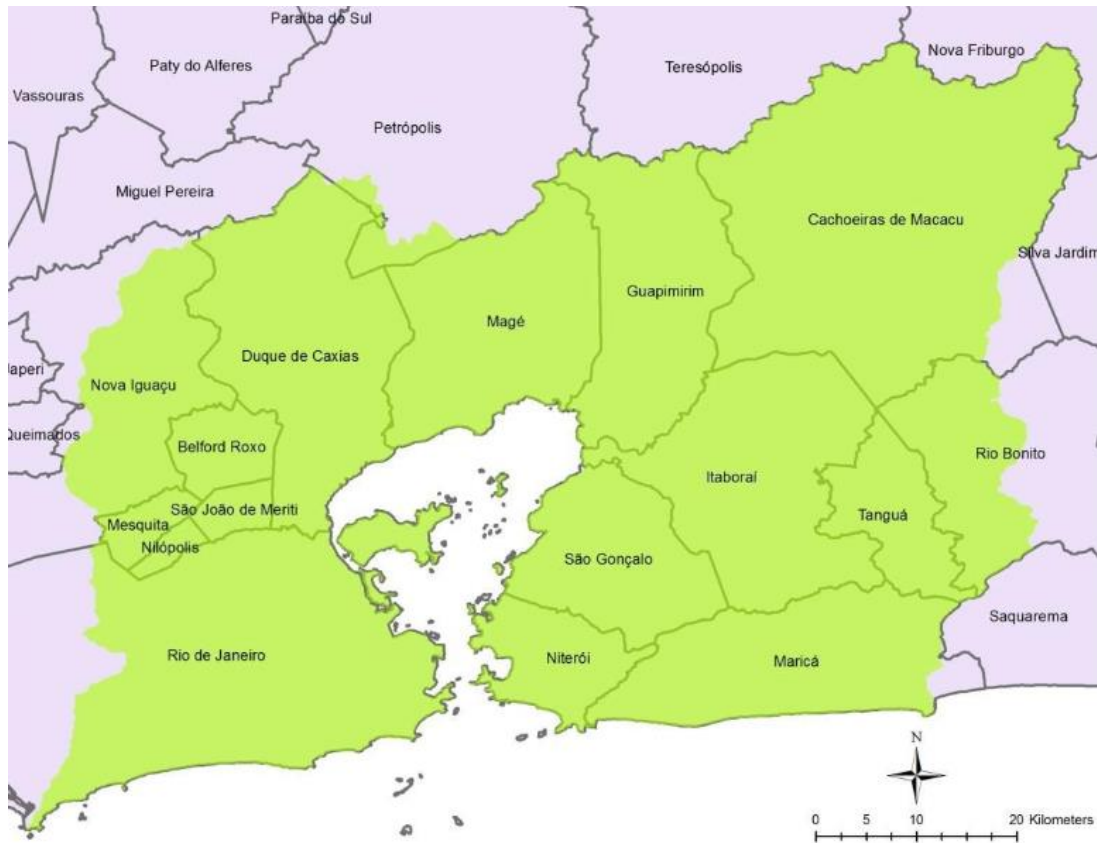 Paraíba do Sul
Nova Friburgo
Paty do Alferes
Teresópolis
Vassouras
Petrópolis
Miguel Pereira
Cachoeiras de Macacu
Silva Jardim
Guapimirim
Magé
Duque de Caxias
Japeri
Nova Iguaçu
Queimados
Belford Roxo
Rio Bonito
Itaboraí
São João de Meriti
Tanguá
Mesquita
Nilópolis
São Gonçalo
Saquarema
Rio de Janeiro
Niterói
Maricá
N
0 5 10 20 Kilometers